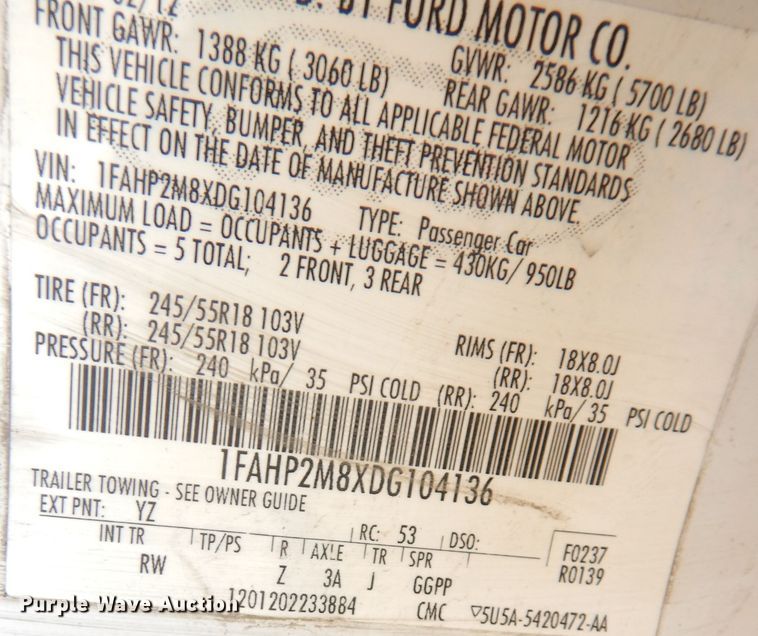 BY FORD MOTOR CO.
FRONT GAWR: 1388 KG ( 3060 LB) GVWR: 2586 KG ( 5700 LB)
REAR GAWR: 1216 KG ( 2680 LB)
THIS VEHICLE CONFORMS TO ALL APPLICABLE FEDERAL MOTOR
VEHICLE SAFETY, BUMPER, AND THEFT PREVENTION STANDARDS
IN EFFECT ON THE DATE OF MANUFACTURE SHOWN ABOVE.
VIN: 1FAHP2M8XDG104136 TYPE: Passenger Car
MAXIMUM LOAD = OCCUPANTS + LUGGAGE = 430KG/ 950LB
OCCUPANTS = 5 TOTAL; 2 FRONT, 3 REAR
TIRE (FR): 245/55R18 103V RIMS (FR): 18X8.0J
(RR): 245/55R18 103V (RR): 18X8.0J
PRESSURE (FR): 240 kPa/ 35 PSI COLD (RR): 240 kPa/ 35 PSI COLD
1FAHP2M8XDG104136
TRAILER TOWING - SEE OWNER GUIDE
EXT PNT: YZ RC: 53 DSO: F0237
INT TR TP/PS R AXLE TR SPR R0139
RW Z 3A J GGPP
1201202233884 CMC 5U5A-5420472-AA
Purple Wave Auction